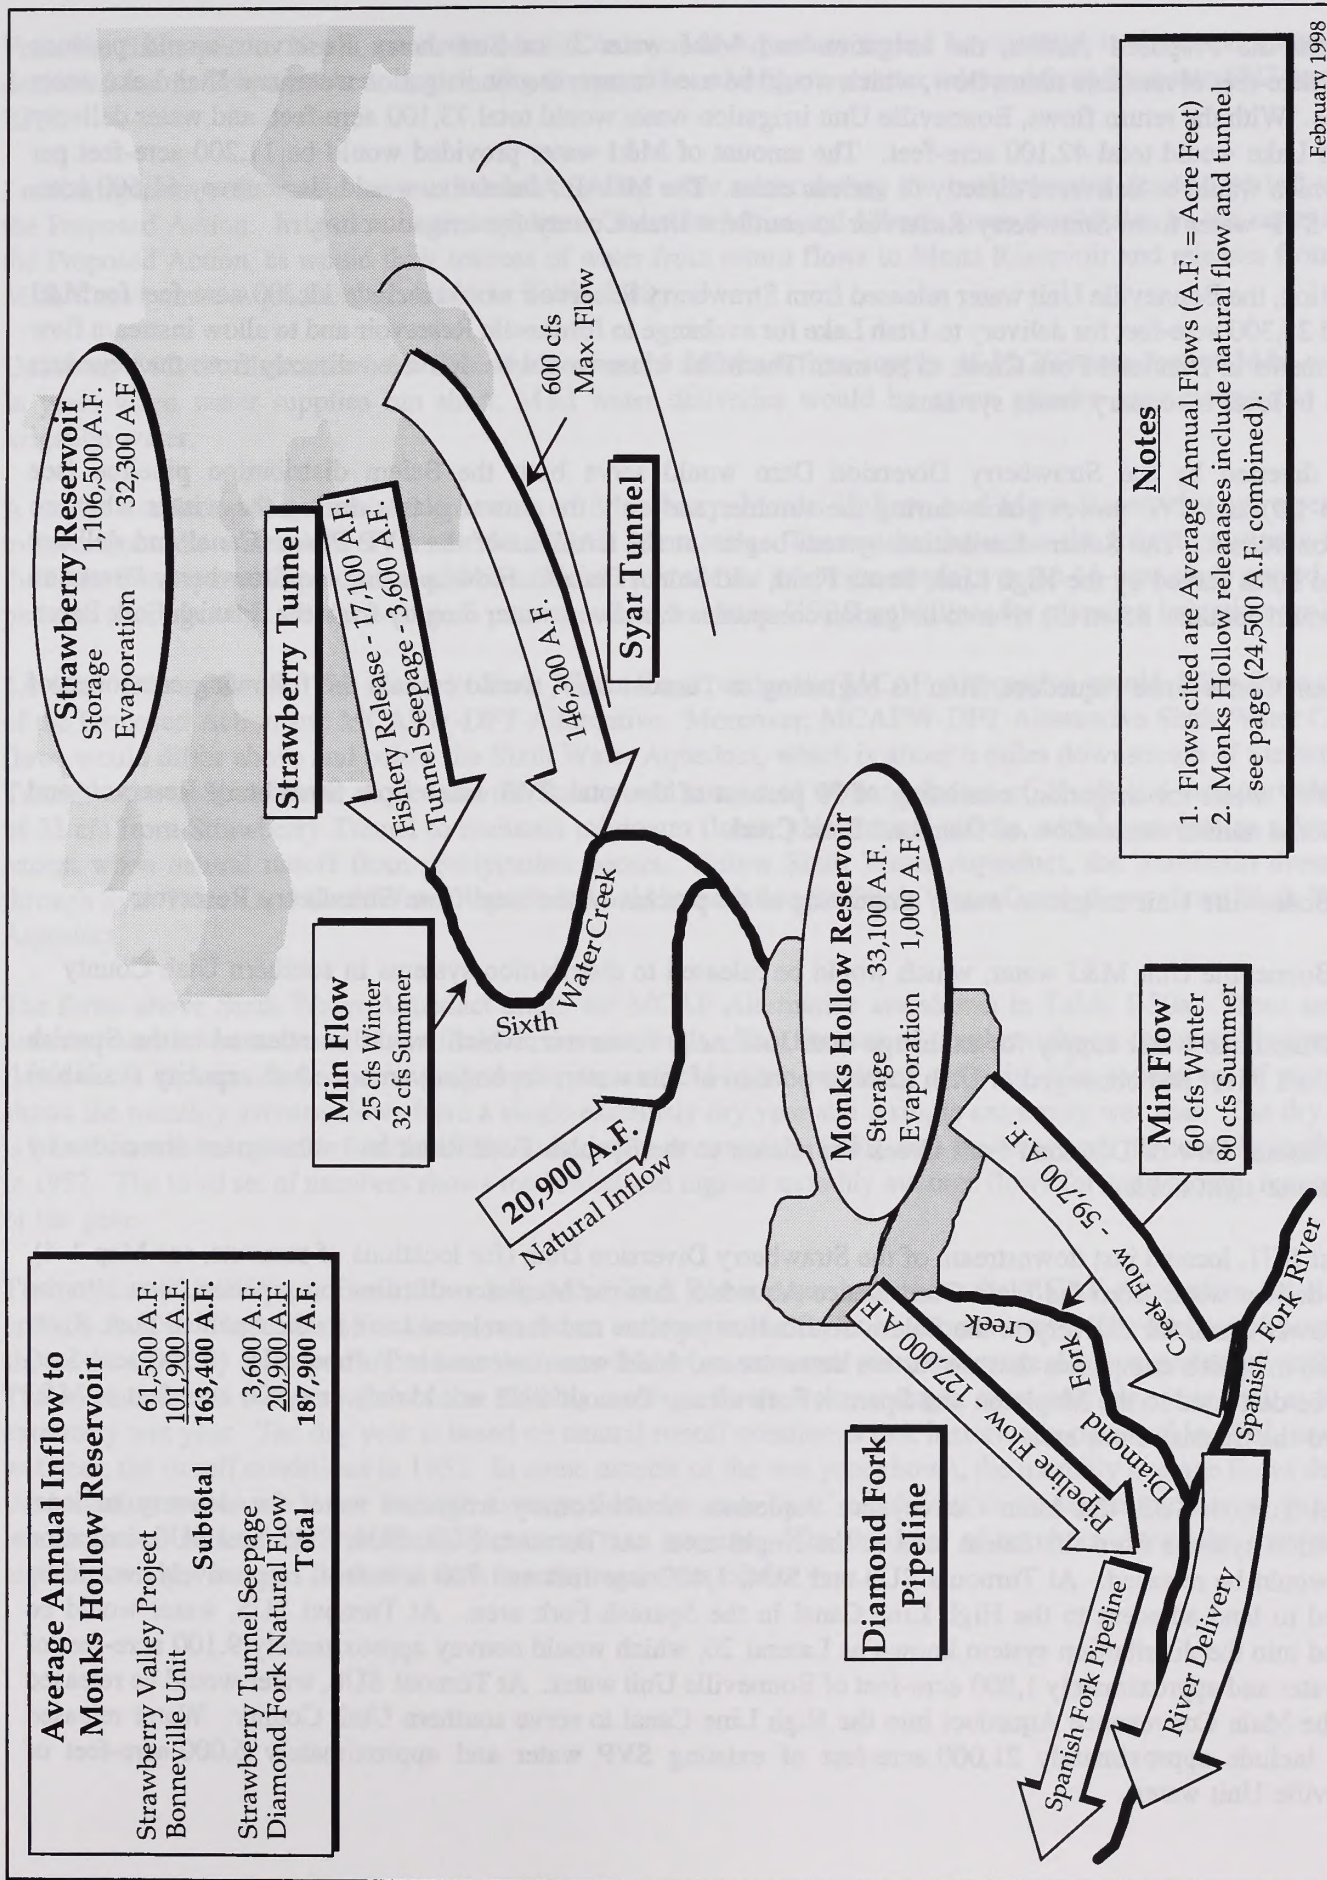 Average Annual Inflow to
Monks Hollow Reservoir
Strawberry Valley Project 61,500 A.F.
Bonneville Unit 101,900 A.F.
Subtotal 163,400 A.F.
Strawberry Tunnel Seepage 3,600 A.F.
Diamond Fork Natural Flow 20,900 A.F.
Total 187,900 A.F.
Strawberry Reservoir
Storage 1,106,500 A.F.
Evaporation 32,300 A.F
Strawberry Tunnel
Fishery Release - 17,100 A.F.
Tunnel Seepage - 3,600 A.F.
146,300 A.F.
600 cfs
Max. Flow
Syar Tunnel
Min Flow
25 cfs Winter
32 cfs Summer
Sixth
Water Creek
20,900 A.F.
Natural Inflow
Monks Hollow Reservoir
Storage 33,100 A.F.
Evaporation 1,000 A.F.
Diamond Fork
Pipeline
Pipeline Flow 127,000 A.F.
Diamond Fork Creek
Creek Flow - 59,700 A.F.
Min Flow
60 cfs Winter
80 cfs Summer
Spanish Fork Pipeline
River Delivery
Spanish Fork River
Notes
1. Flows cited are Average Annual Flows (A.F. = Acre Feet)
2. Monks Hollow releaases include natural flow and tunnel
see page (24,500 A.F. combined).
February 1998